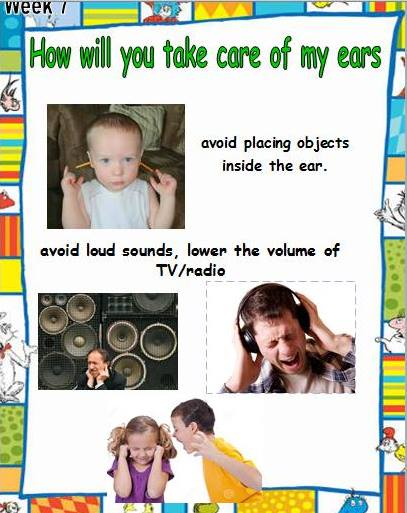 Week 7
How will you take care of my ears
avoid placing objects
inside the ear.
avoid loud sounds, lower the volume of
TV/radio